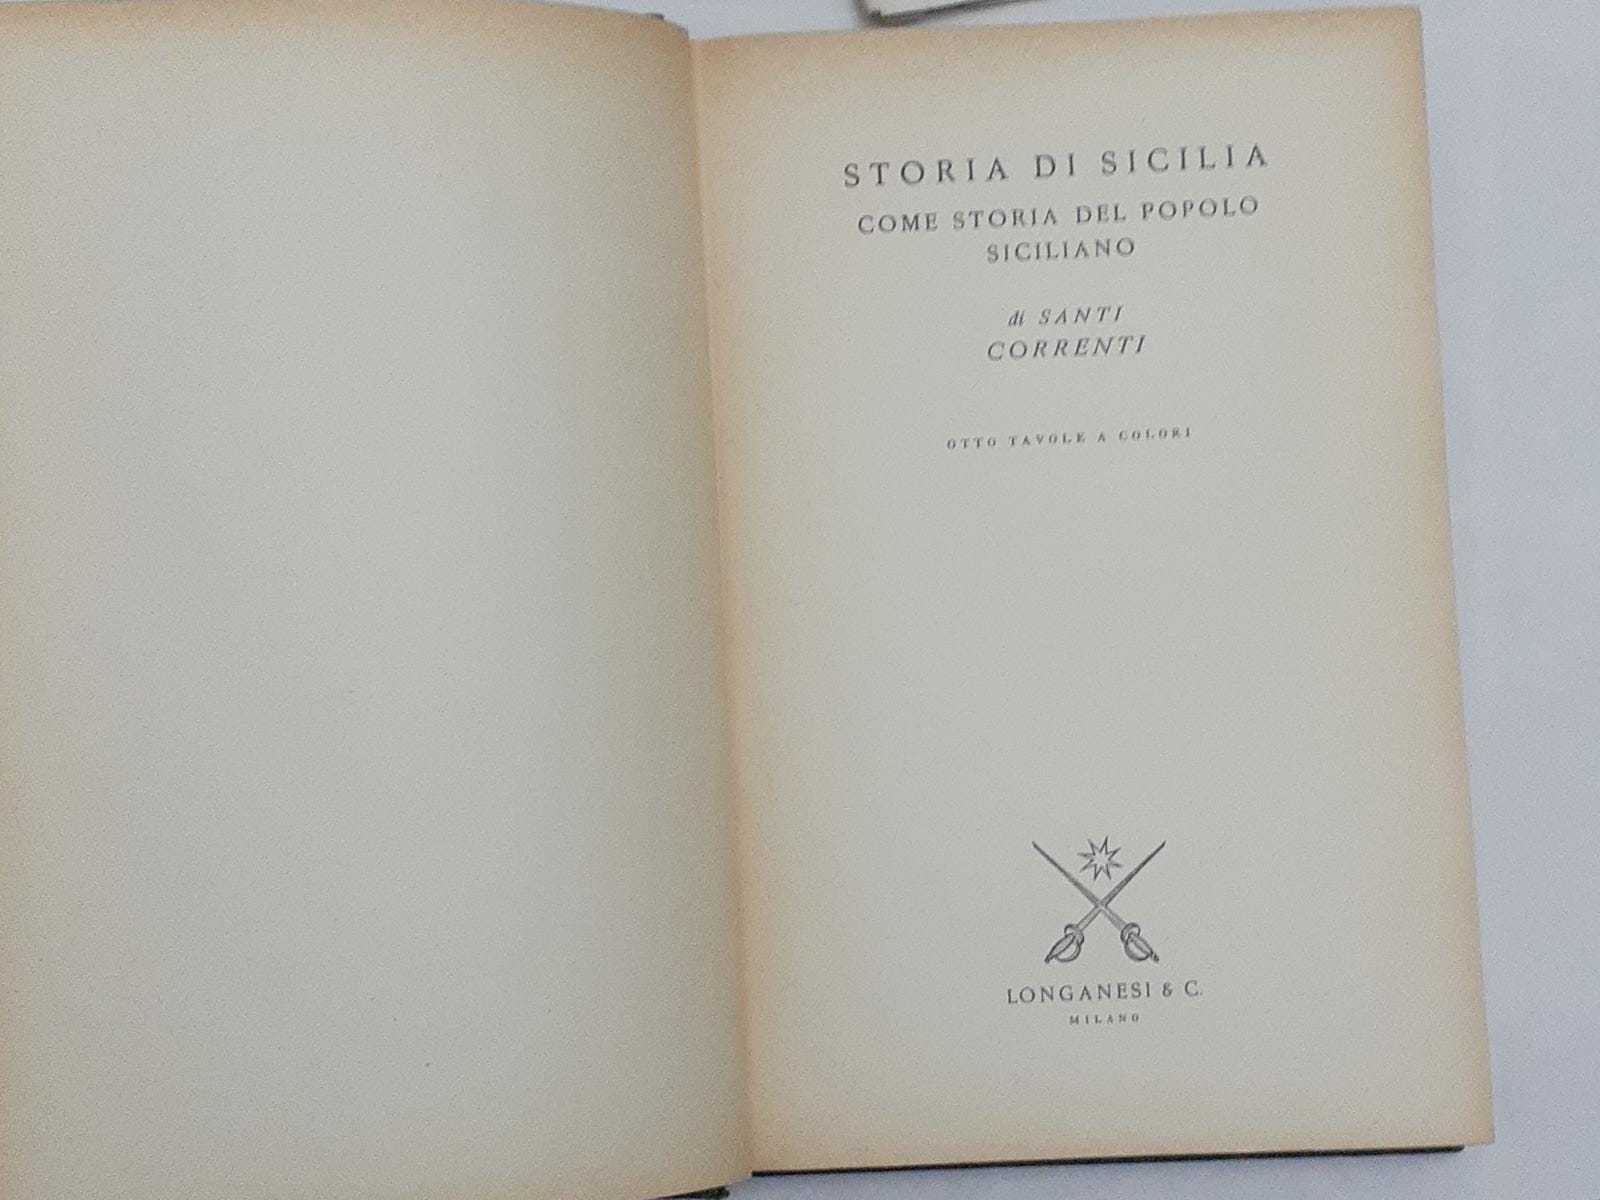 STORIA DI SICILIA
COME STORIA DEL POPOLO
SICILIANO
di SANTI
CORRENTI
OTTO TAVOLE A COLORI
LONGANESI & C.
MILANO